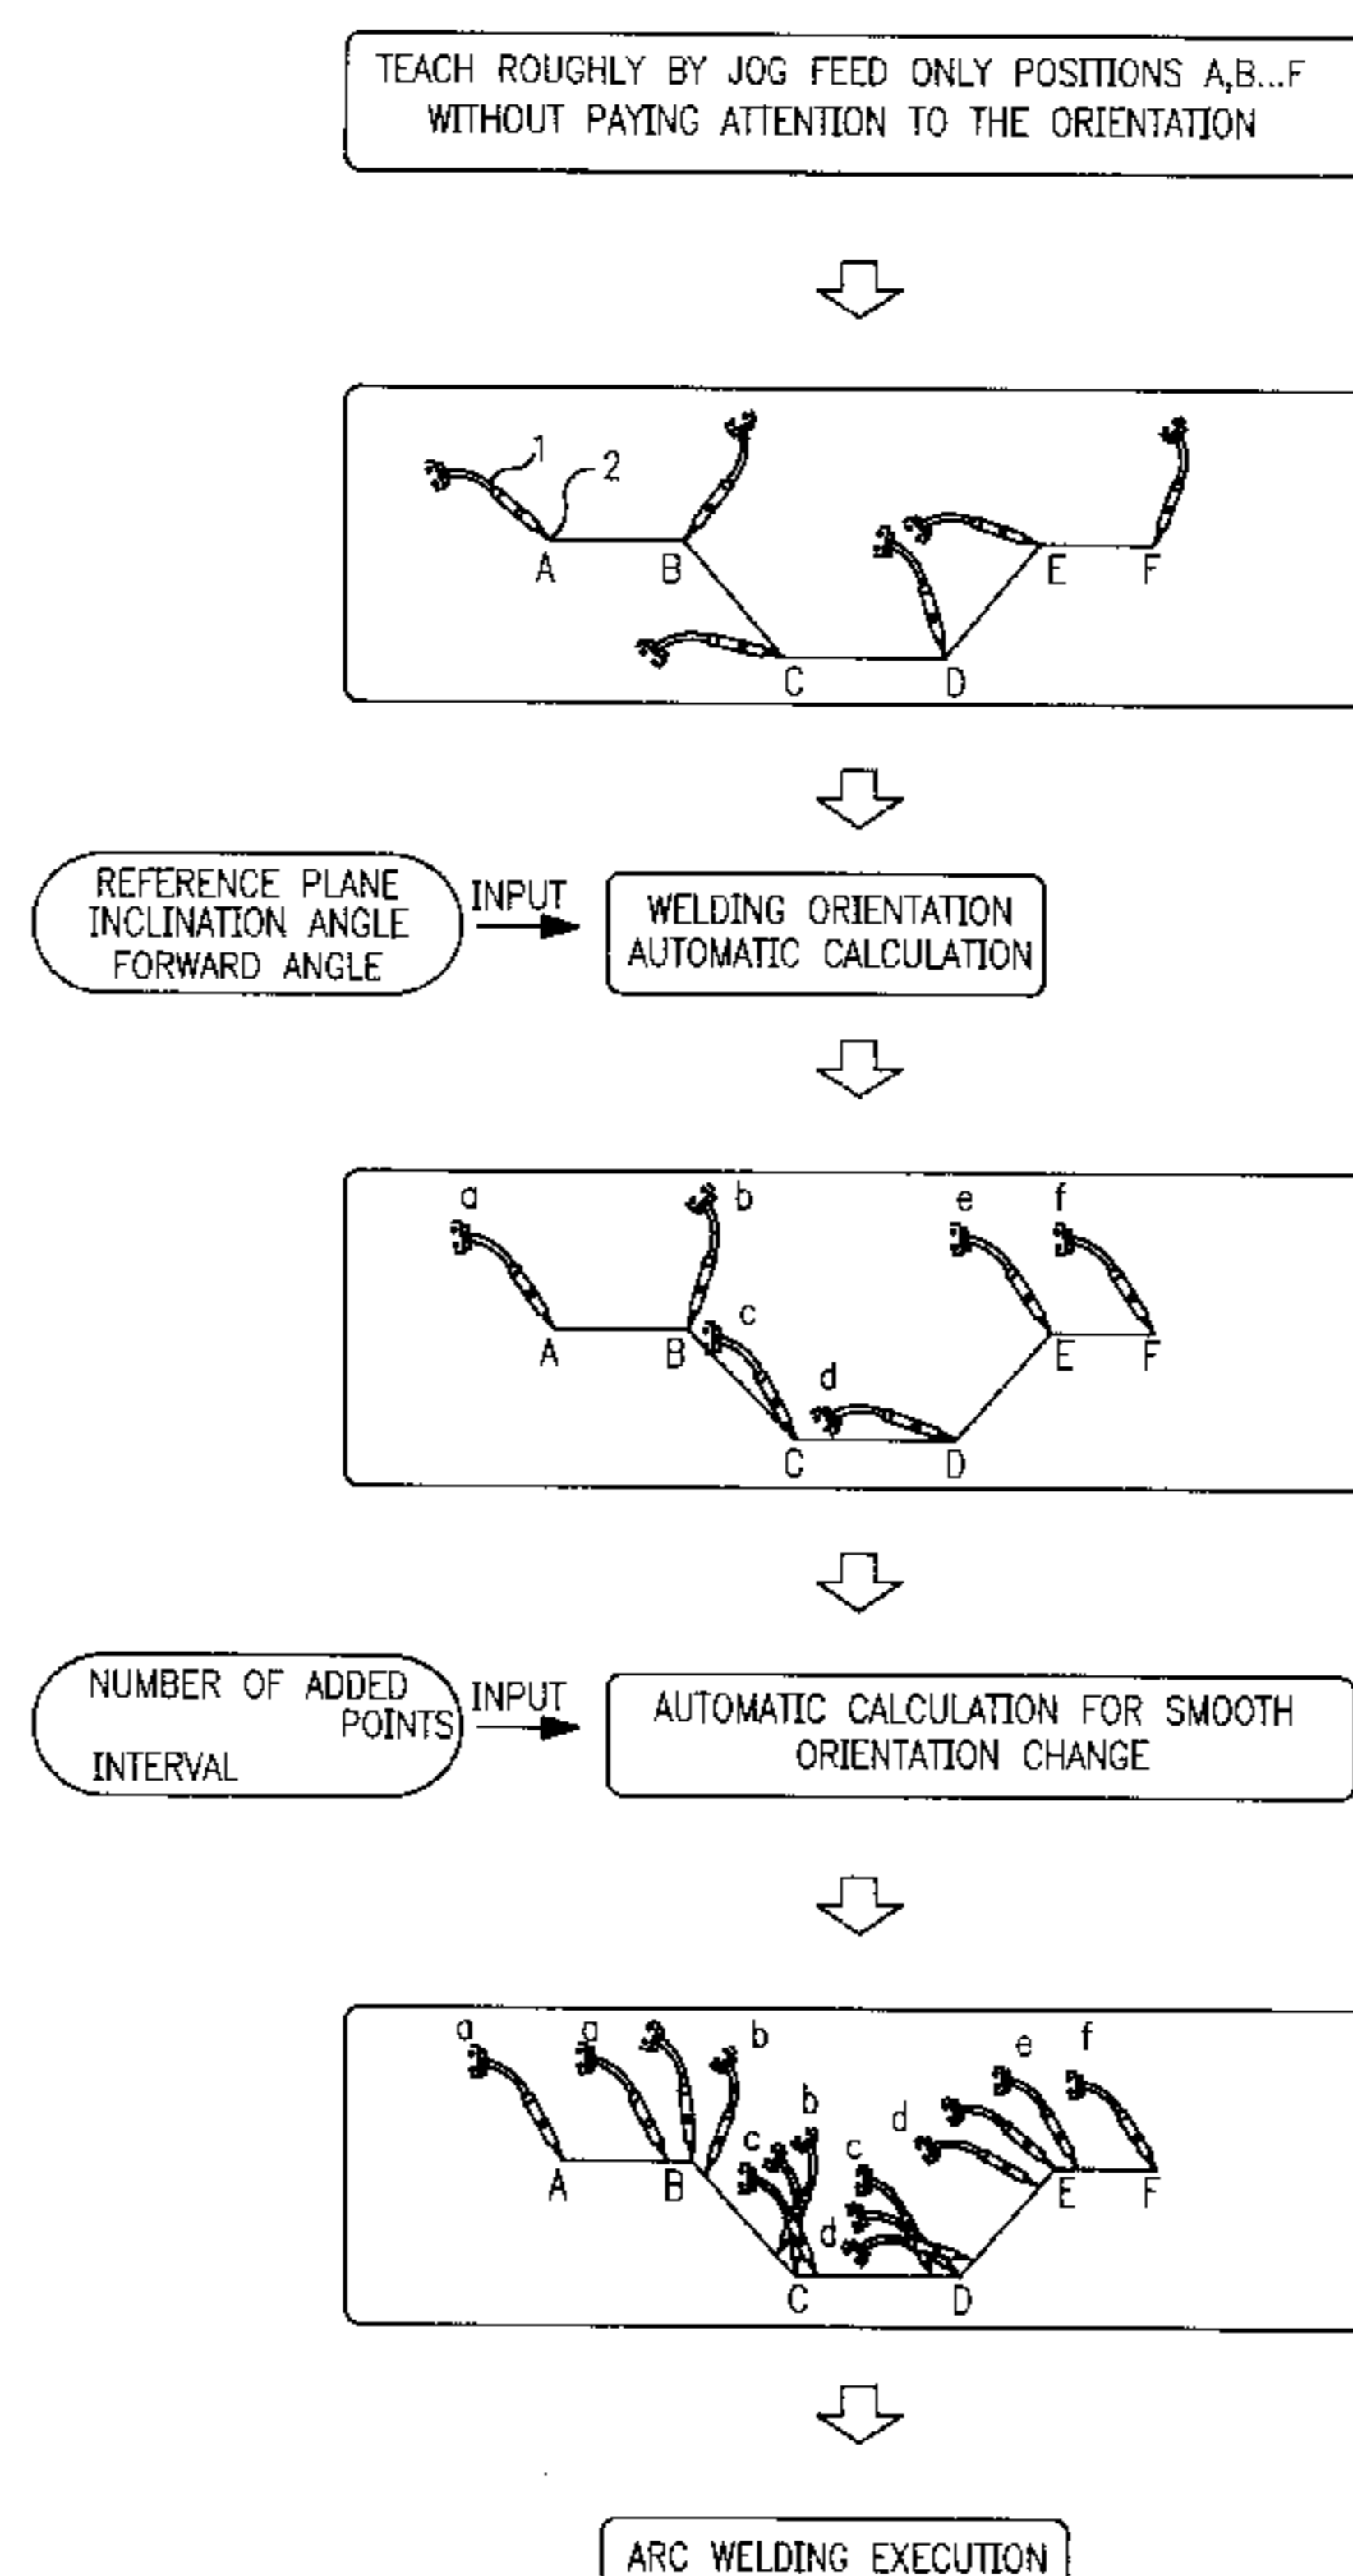 TEACH ROUGHLY BY JOG FEED ONLY POSITIONS A,B...F
WITHOUT PAYING ATTENTION TO THE ORIENTATION
1
2
A
B
E
F
C
D
REFERENCE PLANE
INCLINATION ANGLE
FORWARD ANGLE
INPUT
WELDING ORIENTATION
AUTOMATIC CALCULATION
a
b
e
f
c
A
B
E
F
d
C
D
NUMBER OF ADDED
POINTS
INTERVAL
INPUT
AUTOMATIC CALCULATION FOR SMOOTH
ORIENTATION CHANGE
a
a
b
e
f
b
c
c
d
A
B
E
F
d
C
D
ARC WELDING EXECUTION